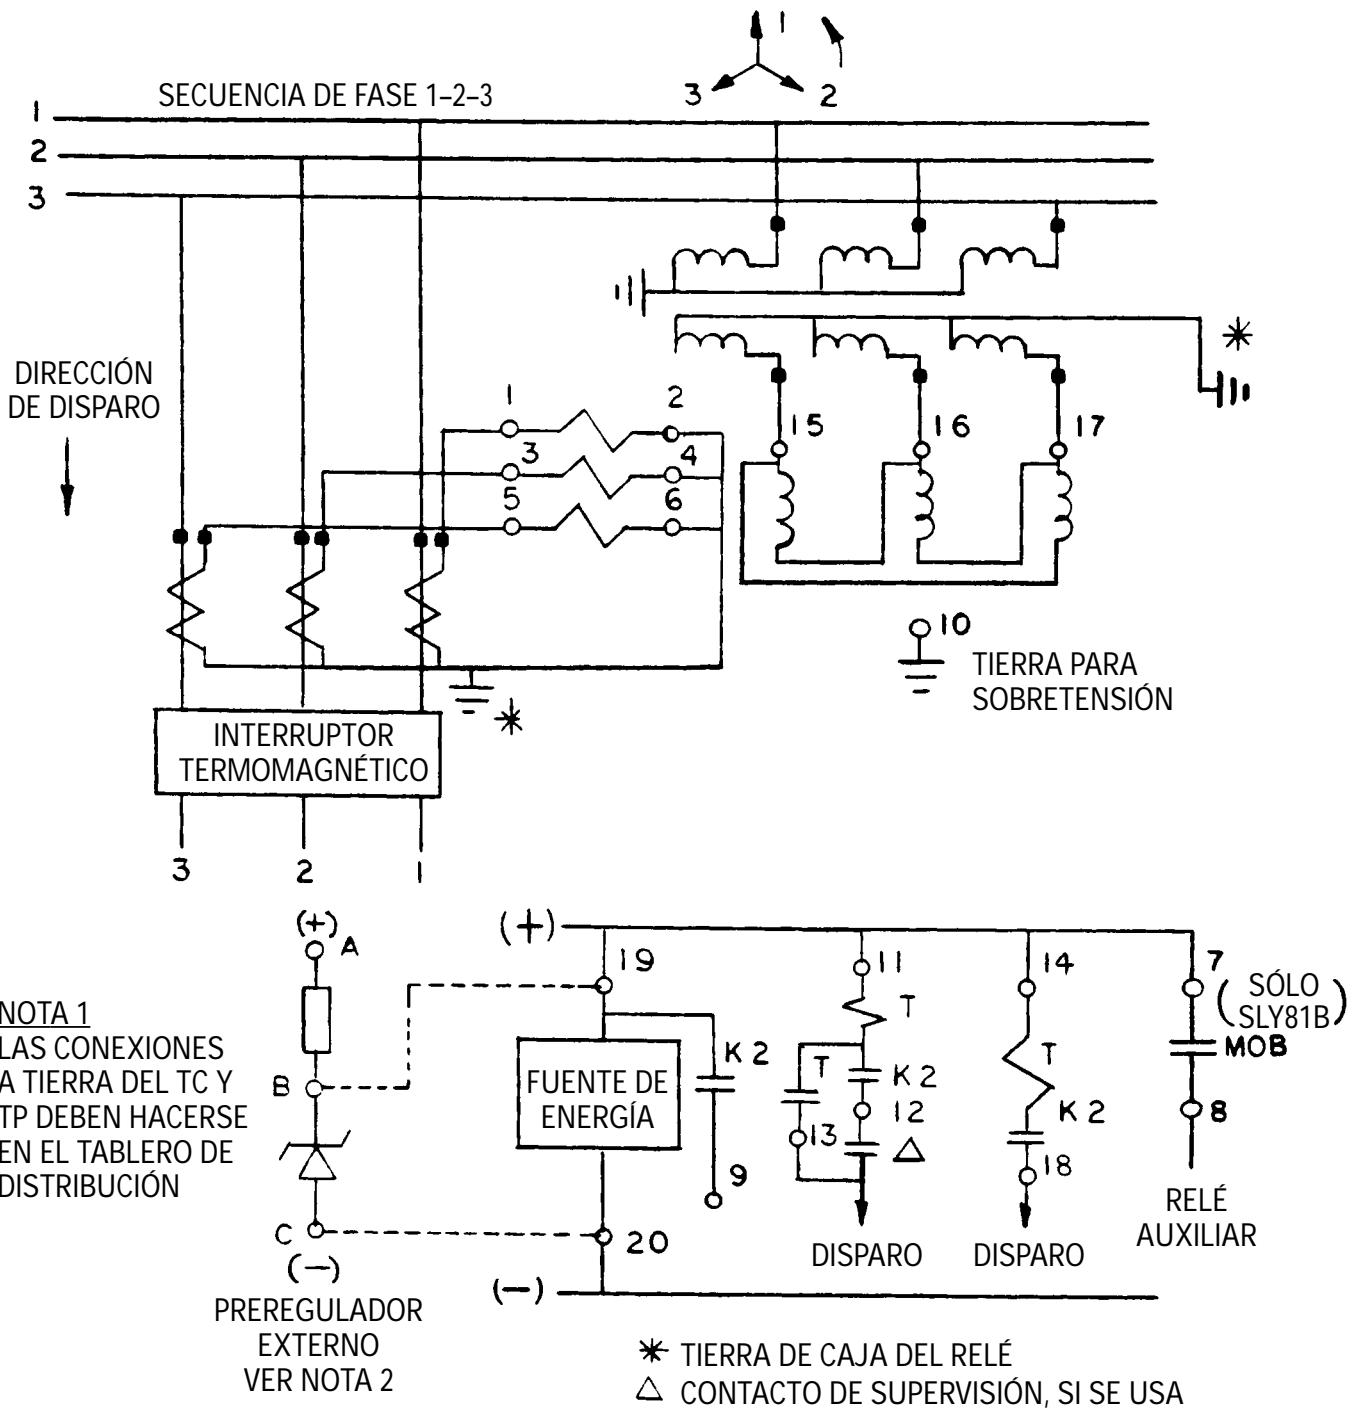 1
3 2
SECUENCIA DE FASE 1–2–3
1
2
3
DIRECCIÓN
DE DISPARO
1 2
3 4
5 6
15 16 17
10
TIERRA PARA
SOBRETENSIÓN
INTERRUPTOR
TERMOMAGNÉTICO
3 2 1
(+)
A
B
C
(—)
PREREGULADOR
EXTERNO
VER NOTA 2
NOTA 1
LAS CONEXIONES
A TIERRA DEL TC Y
TP DEBEN HACERSE
EN EL TABLERO DE
DISTRIBUCIÓN
(+)
19
FUENTE DE
ENERGÍA
K 2
9
20
(—)
11
T
T
K 2
12
13
△
DISPARO
14
T
K 2
18
DISPARO
7
(SÓLO
SLY81B)
MOB
8
RELÉ
AUXILIAR
✳ TIERRA DE CAJA DEL RELÉ
△ CONTACTO DE SUPERVISIÓN, SI SE USA